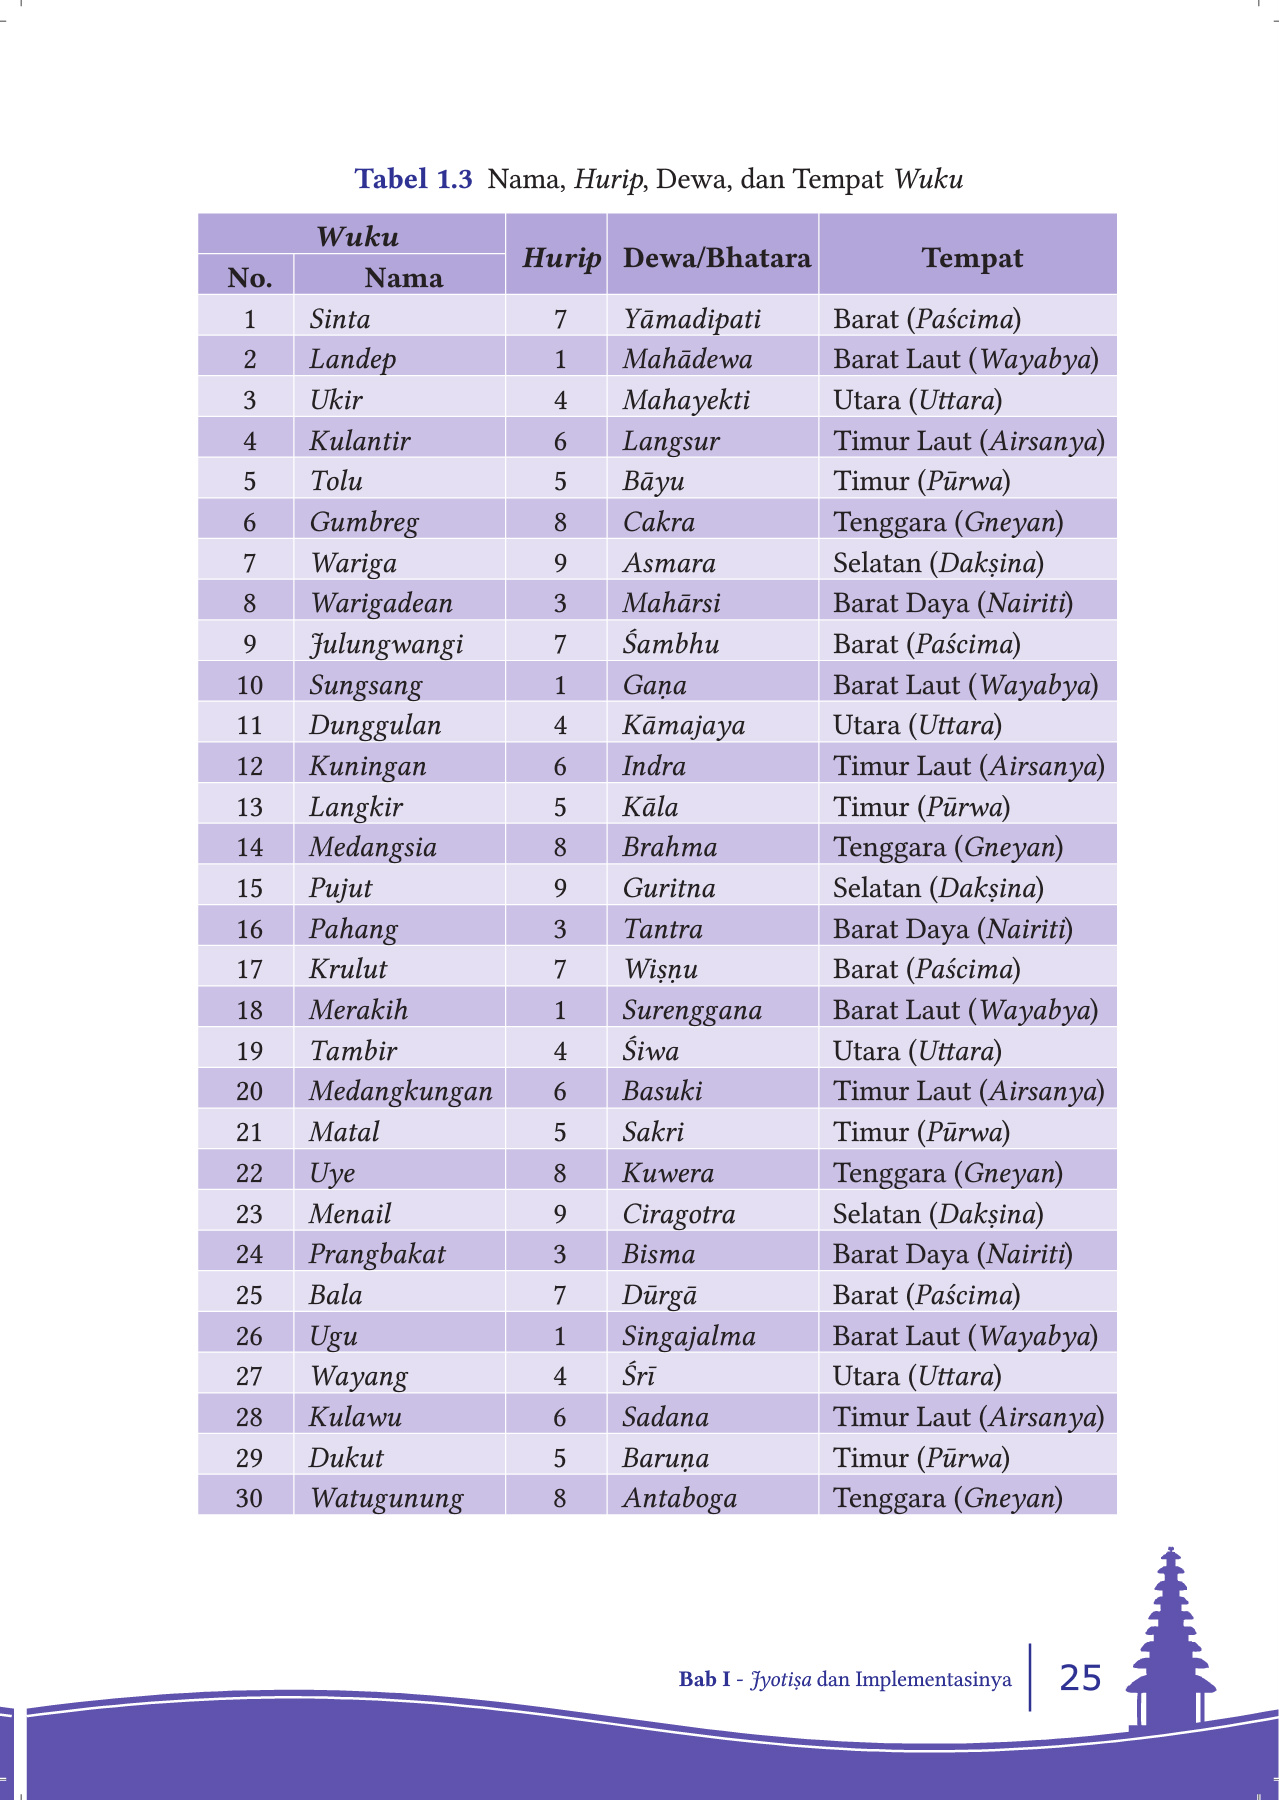 Tabel 1.3 Nama, Hurip, Dewa, dan Tempat Wuku
Wuku Hurip Dewa/Bhatara Tempat
No. Nama
1 Sinta 7 Yāmadipati Barat (Paścima)
2 Landep 1 Mahādewa Barat Laut (Wayabya)
3 Ukir 4 Mahayekti Utara (Uttara)
4 Kulantir 6 Langsur Timur Laut (Airsanya)
5 Tolu 5 Bāyu Timur (Pūrwa)
6 Gumbreg 8 Cakra Tenggara (Gneyan)
7 Wariga 9 Asmara Selatan (Dakṣina)
8 Warigadean 3 Mahārsi Barat Daya (Nairiti)
9 Julungwangi 7 Śambhu Barat (Paścima)
10 Sungsang 1 Gaṇa Barat Laut (Wayabya)
11 Dunggulan 4 Kāmajaya Utara (Uttara)
12 Kuningan 6 Indra Timur Laut (Airsanya)
13 Langkir 5 Kāla Timur (Pūrwa)
14 Medangsia 8 Brahma Tenggara (Gneyan)
15 Pujut 9 Guritna Selatan (Dakṣina)
16 Pahang 3 Tantra Barat Daya (Nairiti)
17 Krulut 7 Wiṣṇu Barat (Paścima)
18 Merakih 1 Surenggana Barat Laut (Wayabya)
19 Tambir 4 Śiwa Utara (Uttara)
20 Medangkungan 6 Basuki Timur Laut (Airsanya)
21 Matal 5 Sakri Timur (Pūrwa)
22 Uye 8 Kuwera Tenggara (Gneyan)
23 Menail 9 Ciragotra Selatan (Dakṣina)
24 Prangbakat 3 Bisma Barat Daya (Nairiti)
25 Bala 7 Dūrgā Barat (Paścima)
26 Ugu 1 Singajalma Barat Laut (Wayabya)
27 Wayang 4 Śrī Utara (Uttara)
28 Kulawu 6 Sadana Timur Laut (Airsanya)
29 Dukut 5 Baruṇa Timur (Pūrwa)
30 Watugunung 8 Antaboga Tenggara (Gneyan)
Bab I - Jyotiṣa dan Implementasinya 25